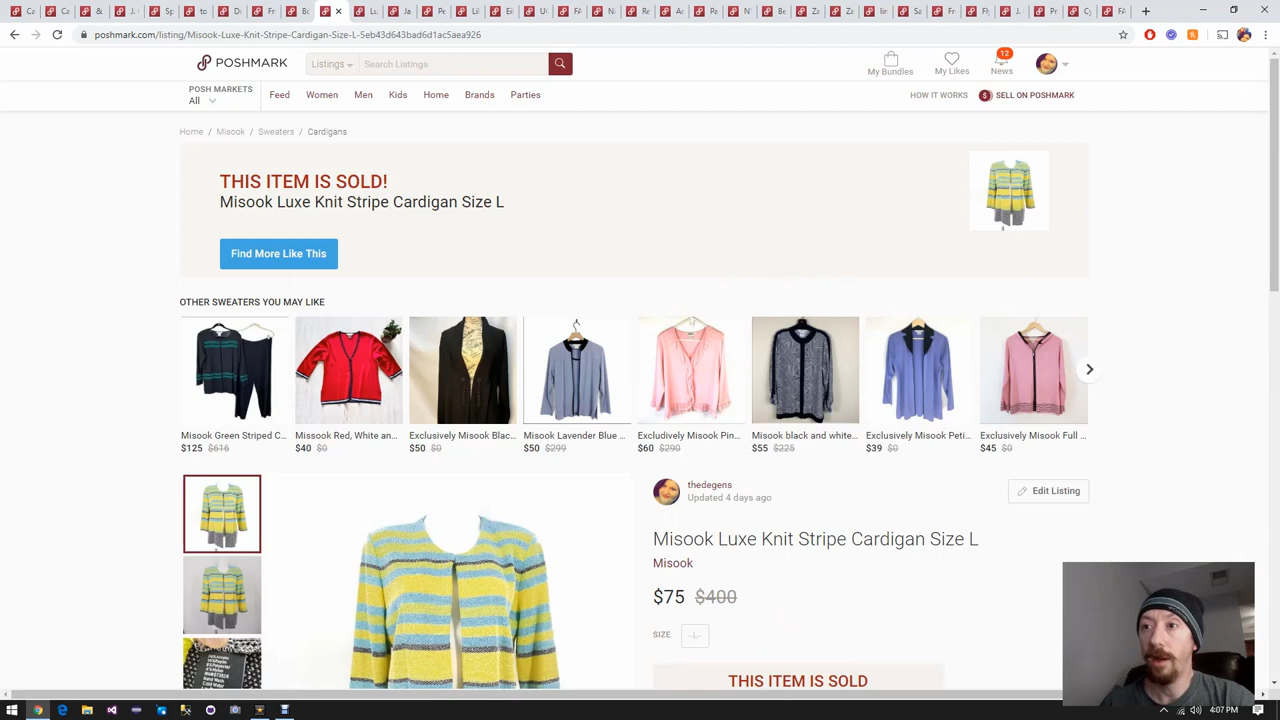 poshmark.com/listing/Misook-Luxe-Knit-Stripe-Cardigan-Size-L-5eb43d643bad6d1ac5aea926
POSHMARK
Listings
Search Listings
My Bundles
My Likes
12
News
POSH MARKETS
All
Feed
Women
Men
Kids
Home
Brands
Parties
HOW IT WORKS
SELL ON POSHMARK
Home / Misook / Sweaters / Cardigans
THIS ITEM IS SOLD!
Misook Luxe Knit Stripe Cardigan Size L
Find More Like This
OTHER SWEATERS YOU MAY LIKE
Misook Green Striped C...
$125 $616
Missook Red, White an...
$40 $0
Exclusively Misook Blac...
$50 $0
Misook Lavender Blue ...
$50 $299
Excludively Misook Pin...
$60 $290
Misook black and white...
$55 $225
Exclusively Misook Peti...
$39 $0
Exclusively Misook Full ...
$45 $0
thedegens
Updated 4 days ago
Edit Listing
Misook Luxe Knit Stripe Cardigan Size L
Misook
$75 $400
SIZE
L
THIS ITEM IS SOLD
4:07 PM